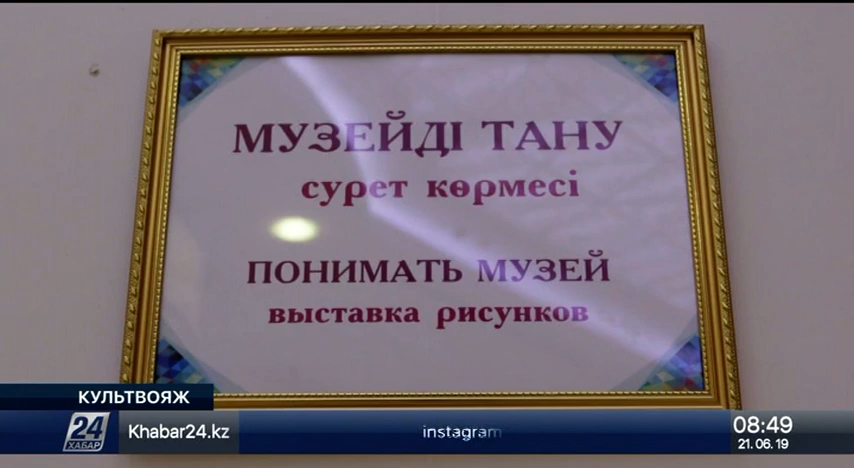 МУЗЕЙДІ ТАНУ
сурет көрмесі
ПОНИМАТЬ МУЗЕЙ
выставка рисунков
КУЛЬТВОЯЖ
24 ХАБАР
Khabar24.kz
instagram
08:49
21.06.19